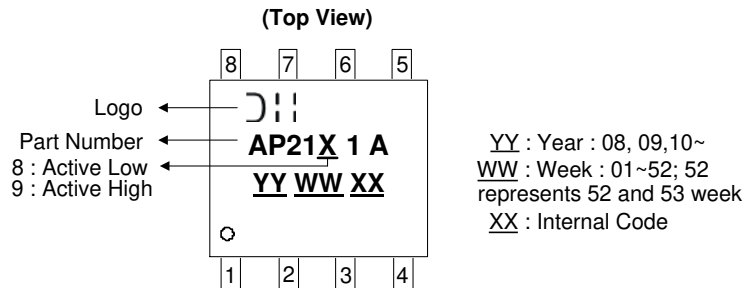 (Top View)
8 7 6 5
Logo
Part Number
8 : Active Low
9 : Active High
AP21X 1 A
YY WW XX
1 2 3 4
YY : Year : 08, 09,10~
WW : Week : 01~52; 52
represents 52 and 53 week
XX : Internal Code